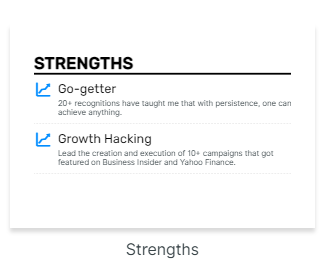 STRENGTHS
Go-getter
20+ recognitions have taught me that with persistence, one can
achieve anything.
Growth Hacking
Lead the creation and execution of 10+ campaigns that got
featured on Business Insider and Yahoo Finance.
Strengths